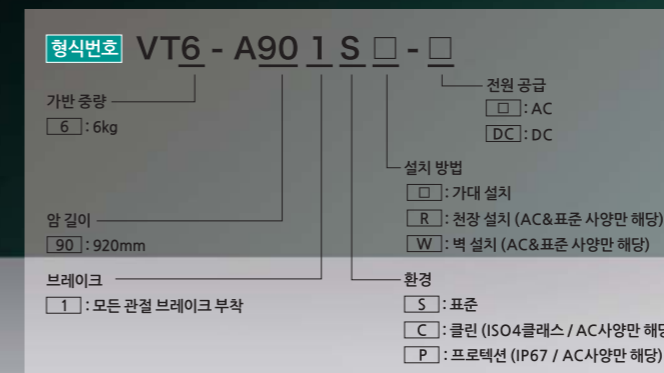 형식번호 VT6 - A90 1 S □ - □
가반 중량
6 : 6kg
암 길이
90 : 920mm
브레이크
1 : 모든 관절 브레이크 부착
전원 공급
□ : AC
DC : DC
설치 방법
□ : 가대 설치
R : 천장 설치 (AC&표준 사양만 해당)
W : 벽 설치 (AC&표준 사양만 해당)
환경
S : 표준
C : 클린 (ISO4클래스 / AC사양만 해당
P : 프로텍션 (IP67 / AC사양만 해당)